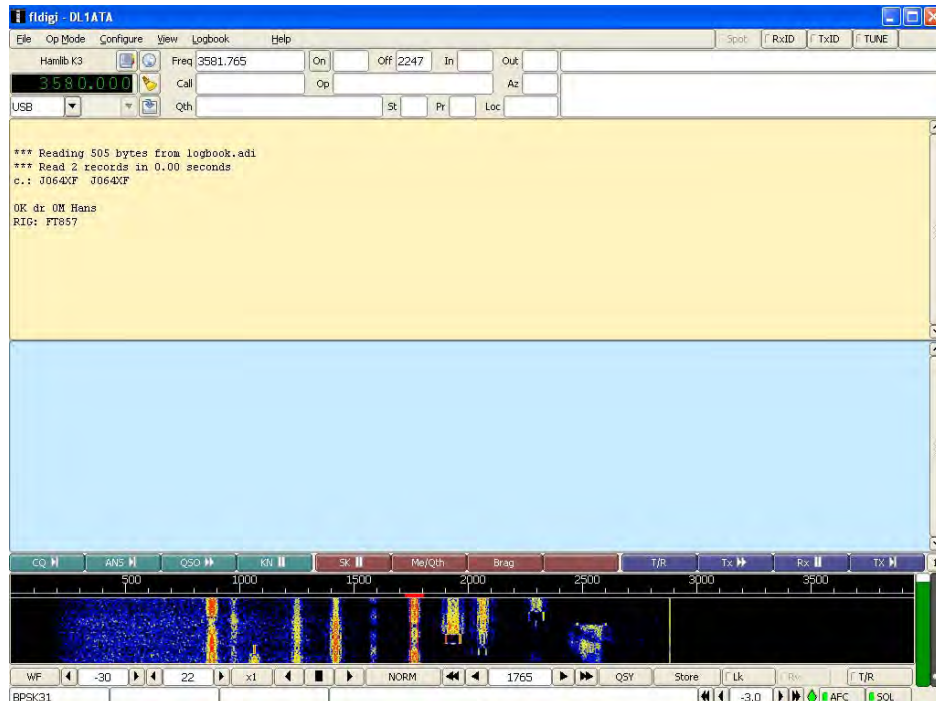 fldigi - DL1ATA
File Op Mode Configure View Logbook Help Spot RxID TxID TUNE
Hamlib K3 Freq 3581.765 On Off 2247 In Out
3580.000 Call Op Az
USB Qth St Pr Loc
*** Reading 505 bytes from logbook.adi
*** Read 2 records in 0.00 seconds
c.: JO64XF JO64XF
OK dr OM Hans
RIG: FT857
CQ ANS QSO KN SK Me/Qth Brag T/R Tx Rx TX 1
500 1000 1500 2000 2500 3000 3500
WF -30 22 x1 NORM 1765 QSY Store Lk Rv T/R
BPSK31 -3.0 AFC SQL